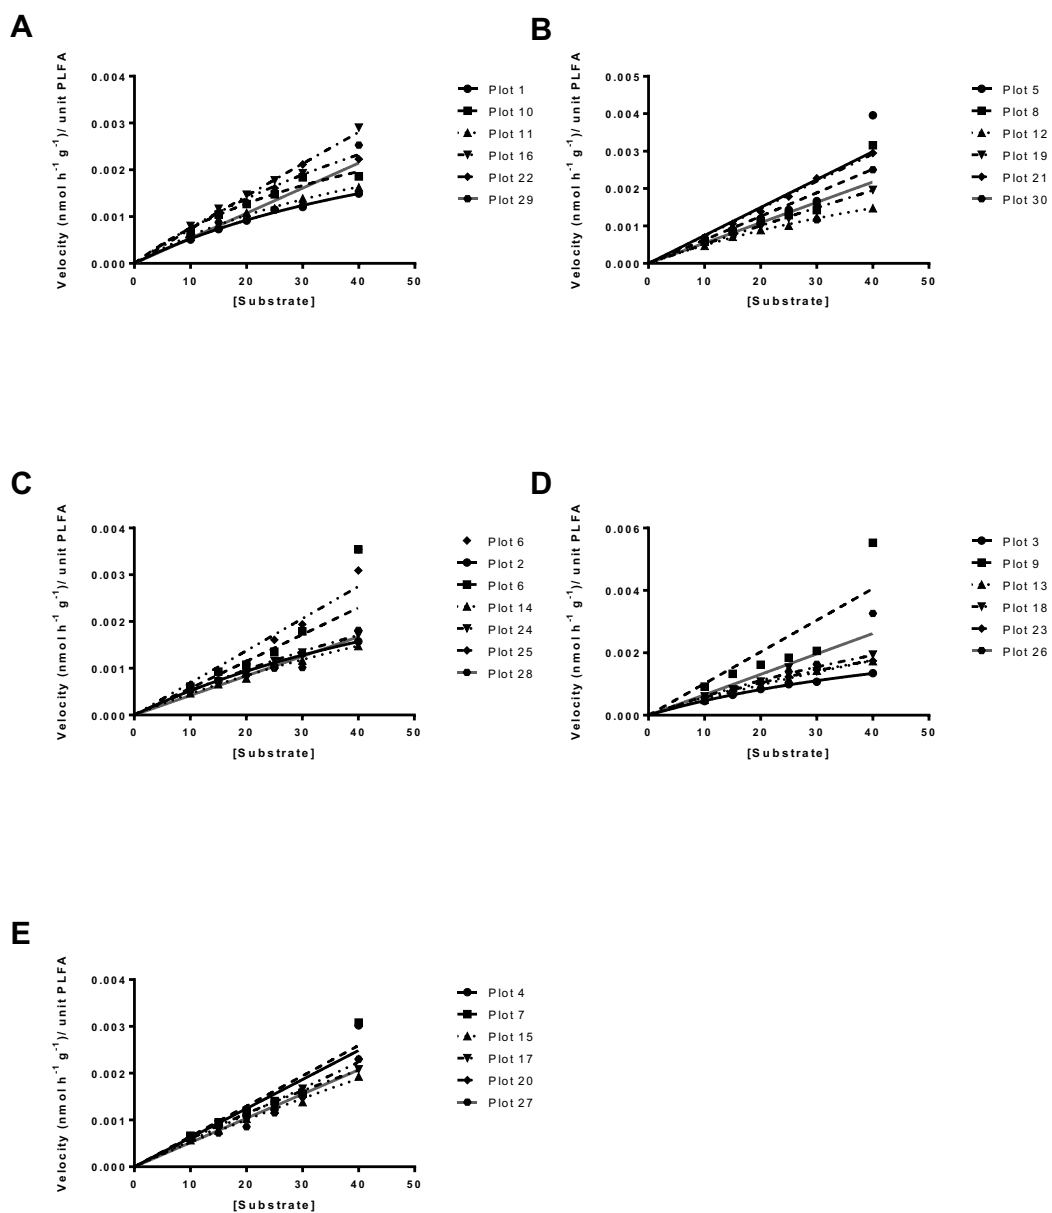 A
Velocity (nmol h⁻¹ g⁻¹)/ unit PLFA
0.004
0.003
0.002
0.001
0.000
0 10 20 30 40 50
[Substrate]
Plot 1
Plot 10
Plot 11
Plot 16
Plot 22
Plot 29
B
Velocity (nmol h⁻¹ g⁻¹)/ unit PLFA
0.005
0.004
0.003
0.002
0.001
0.000
0 10 20 30 40 50
[Substrate]
Plot 5
Plot 8
Plot 12
Plot 19
Plot 21
Plot 30
C
Velocity (nmol h⁻¹ g⁻¹)/ unit PLFA
0.004
0.003
0.002
0.001
0.000
0 10 20 30 40 50
[Substrate]
Plot 6
Plot 2
Plot 6
Plot 14
Plot 24
Plot 25
Plot 28
D
Velocity (nmol h⁻¹ g⁻¹)/ unit PLFA
0.006
0.004
0.002
0.000
0 10 20 30 40 50
[Substrate]
Plot 3
Plot 9
Plot 13
Plot 18
Plot 23
Plot 26
E
Velocity (nmol h⁻¹ g⁻¹)/ unit PLFA
0.004
0.003
0.002
0.001
0.000
0 10 20 30 40 50
[Substrate]
Plot 4
Plot 7
Plot 15
Plot 17
Plot 20
Plot 27